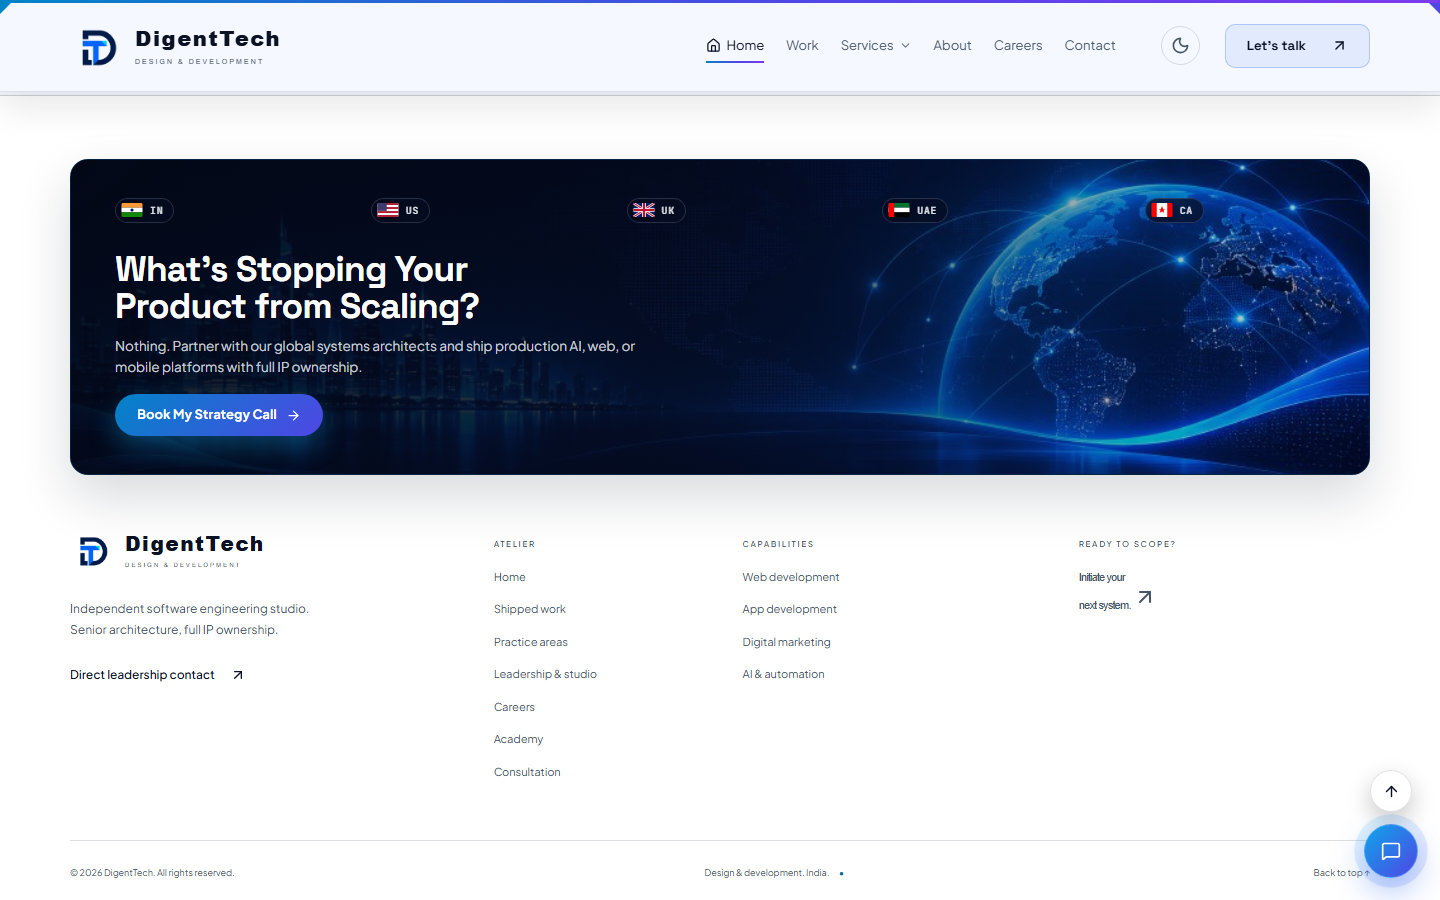 DigentTech
DESIGN & DEVELOPMENT
Home
Work
Services
About
Careers
Contact
Let's talk
IN
US
UK
UAE
CA
What's Stopping Your
Product from Scaling?
Nothing. Partner with our global systems architects and ship production AI, web, or
mobile platforms with full IP ownership.
Book My Strategy Call
DigentTech
DESIGN & DEVELOPMENT
Independent software engineering studio.
Senior architecture, full IP ownership.
Direct leadership contact
ATELIER
Home
Shipped work
Practice areas
Leadership & studio
Careers
Academy
Consultation
CAPABILITIES
Web development
App development
Digital marketing
AI & automation
READY TO SCOPE?
Initiate your
next system.
© 2026 DigentTech. All rights reserved.
Design & development. India.
Back to top ↑